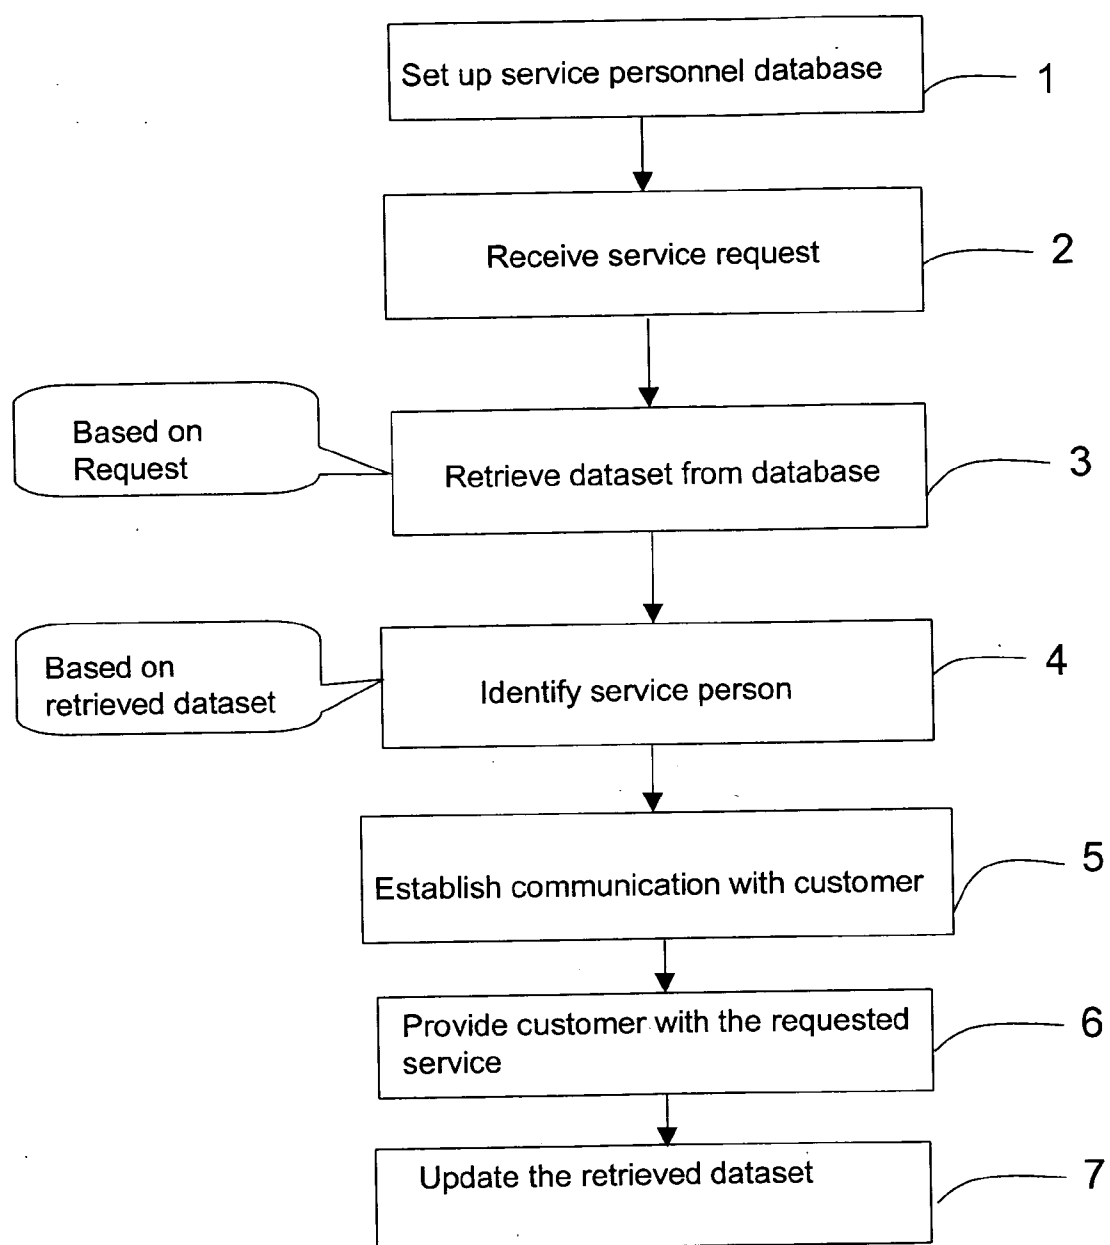 Set up service personnel database
1
Receive service request
2
Based on
Request
Retrieve dataset from database
3
Based on
retrieved dataset
Identify service person
4
Establish communication with customer
5
Provide customer with the requested
service
6
Update the retrieved dataset
7